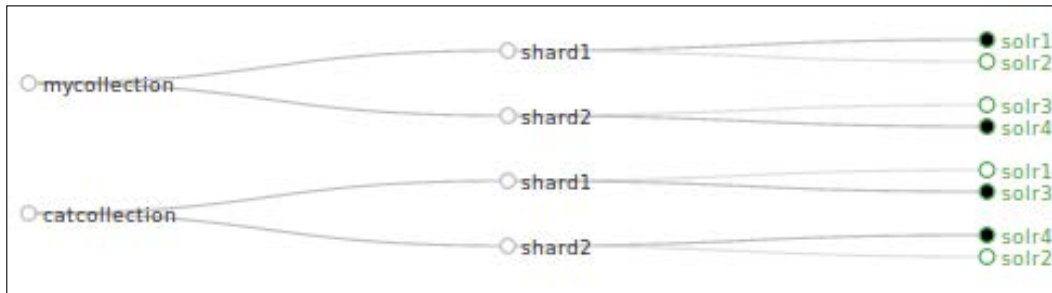 mycollection
shard1
solr1
solr2
shard2
solr3
solr4
catcollection
shard1
solr1
solr3
shard2
solr4
solr2